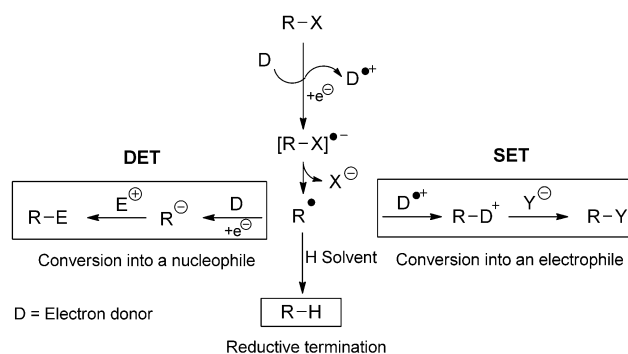 R–X
D
D•+
+e⊖
[R–X]•−
DET
SET
X⊖
R–E
E⊕
R⊖
D
+e⊖
R•
D•+
R–D+
Y⊖
R–Y
Conversion into a nucleophile
H Solvent
Conversion into an electrophile
D = Electron donor
R–H
Reductive termination